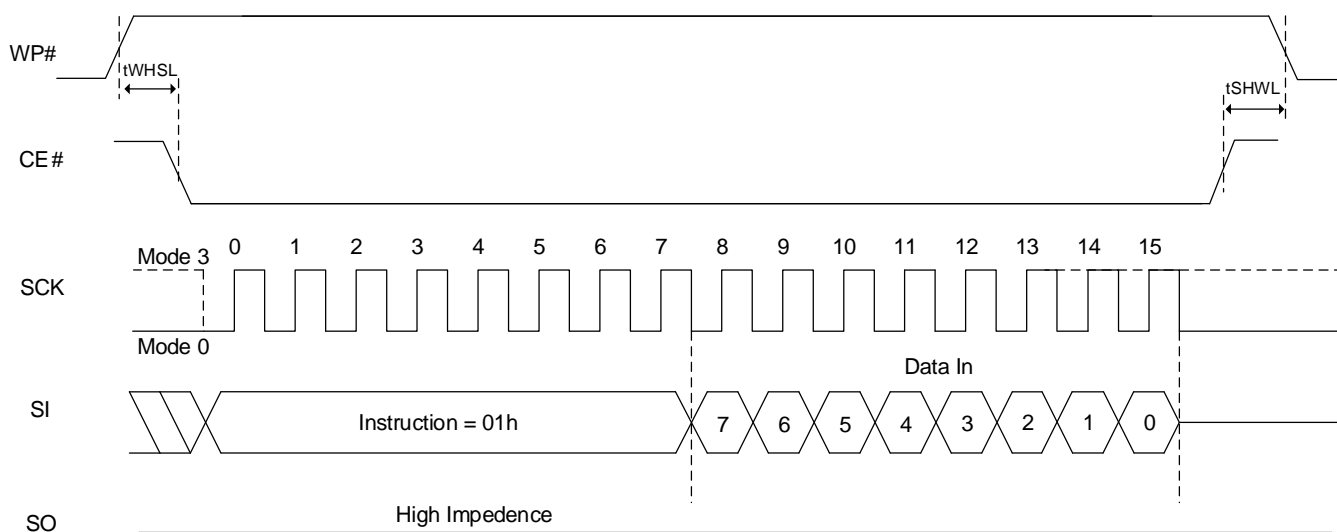 WP#
tWHSL
tSHWL
CE#
0 1 2 3 4 5 6 7 8 9 10 11 12 13 14 15
Mode 3
SCK
Mode 0
Data In
SI
Instruction = 01h
7 6 5 4 3 2 1 0
High Impedence
SO